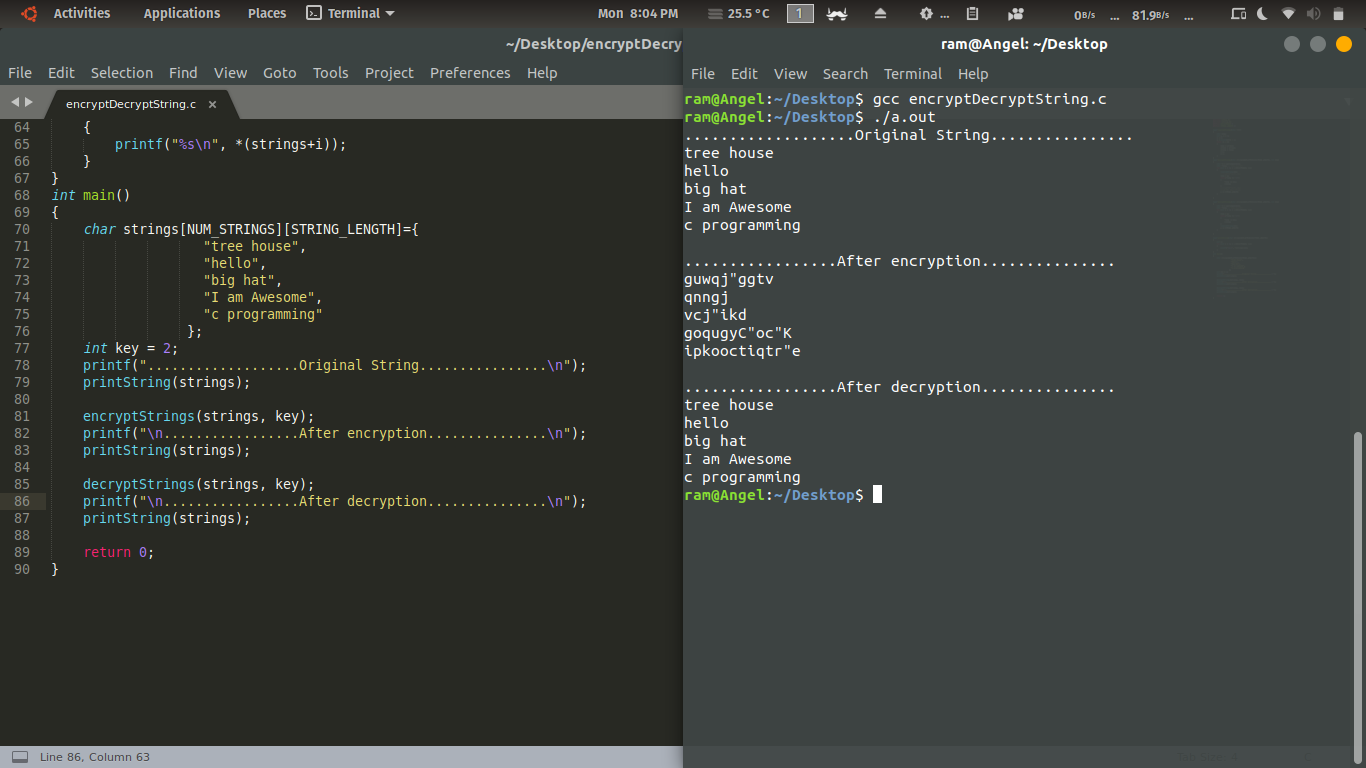 Activities Applications Places Terminal Mon 8:04 PM 25.5 °C 1 ... 0B/s ... 81.9B/s ...
~/Desktop/encryptDecry
File Edit Selection Find View Goto Tools Project Preferences Help
encryptDecryptString.c ×
64     {
65         printf("%s\n", *(strings+i));
66     }
67 }
68 int main()
69 {
70     char strings[NUM_STRINGS][STRING_LENGTH]={
71                    "tree house",
72                    "hello",
73                    "big hat",
74                    "I am Awesome",
75                    "c programming"
76                  };
77     int key = 2;
78     printf("...................Original String................\n");
79     printString(strings);
80
81     encryptStrings(strings, key);
82     printf("\n.................After encryption...............\n");
83     printString(strings);
84
85     decryptStrings(strings, key);
86     printf("\n.................After decryption...............\n");
87     printString(strings);
88
89     return 0;
90 }
Line 86, Column 63
ram@Angel: ~/Desktop
File Edit View Search Terminal Help
ram@Angel:~/Desktop$ gcc encryptDecryptString.c
ram@Angel:~/Desktop$ ./a.out
...................Original String................
tree house
hello
big hat
I am Awesome
c programming

.................After encryption...............
guwqj"ggtv
qnngj
vcj"ikd
goqugyC"oc"K
ipkooctiqtr"e

.................After decryption...............
tree house
hello
big hat
I am Awesome
c programming
ram@Angel:~/Desktop$